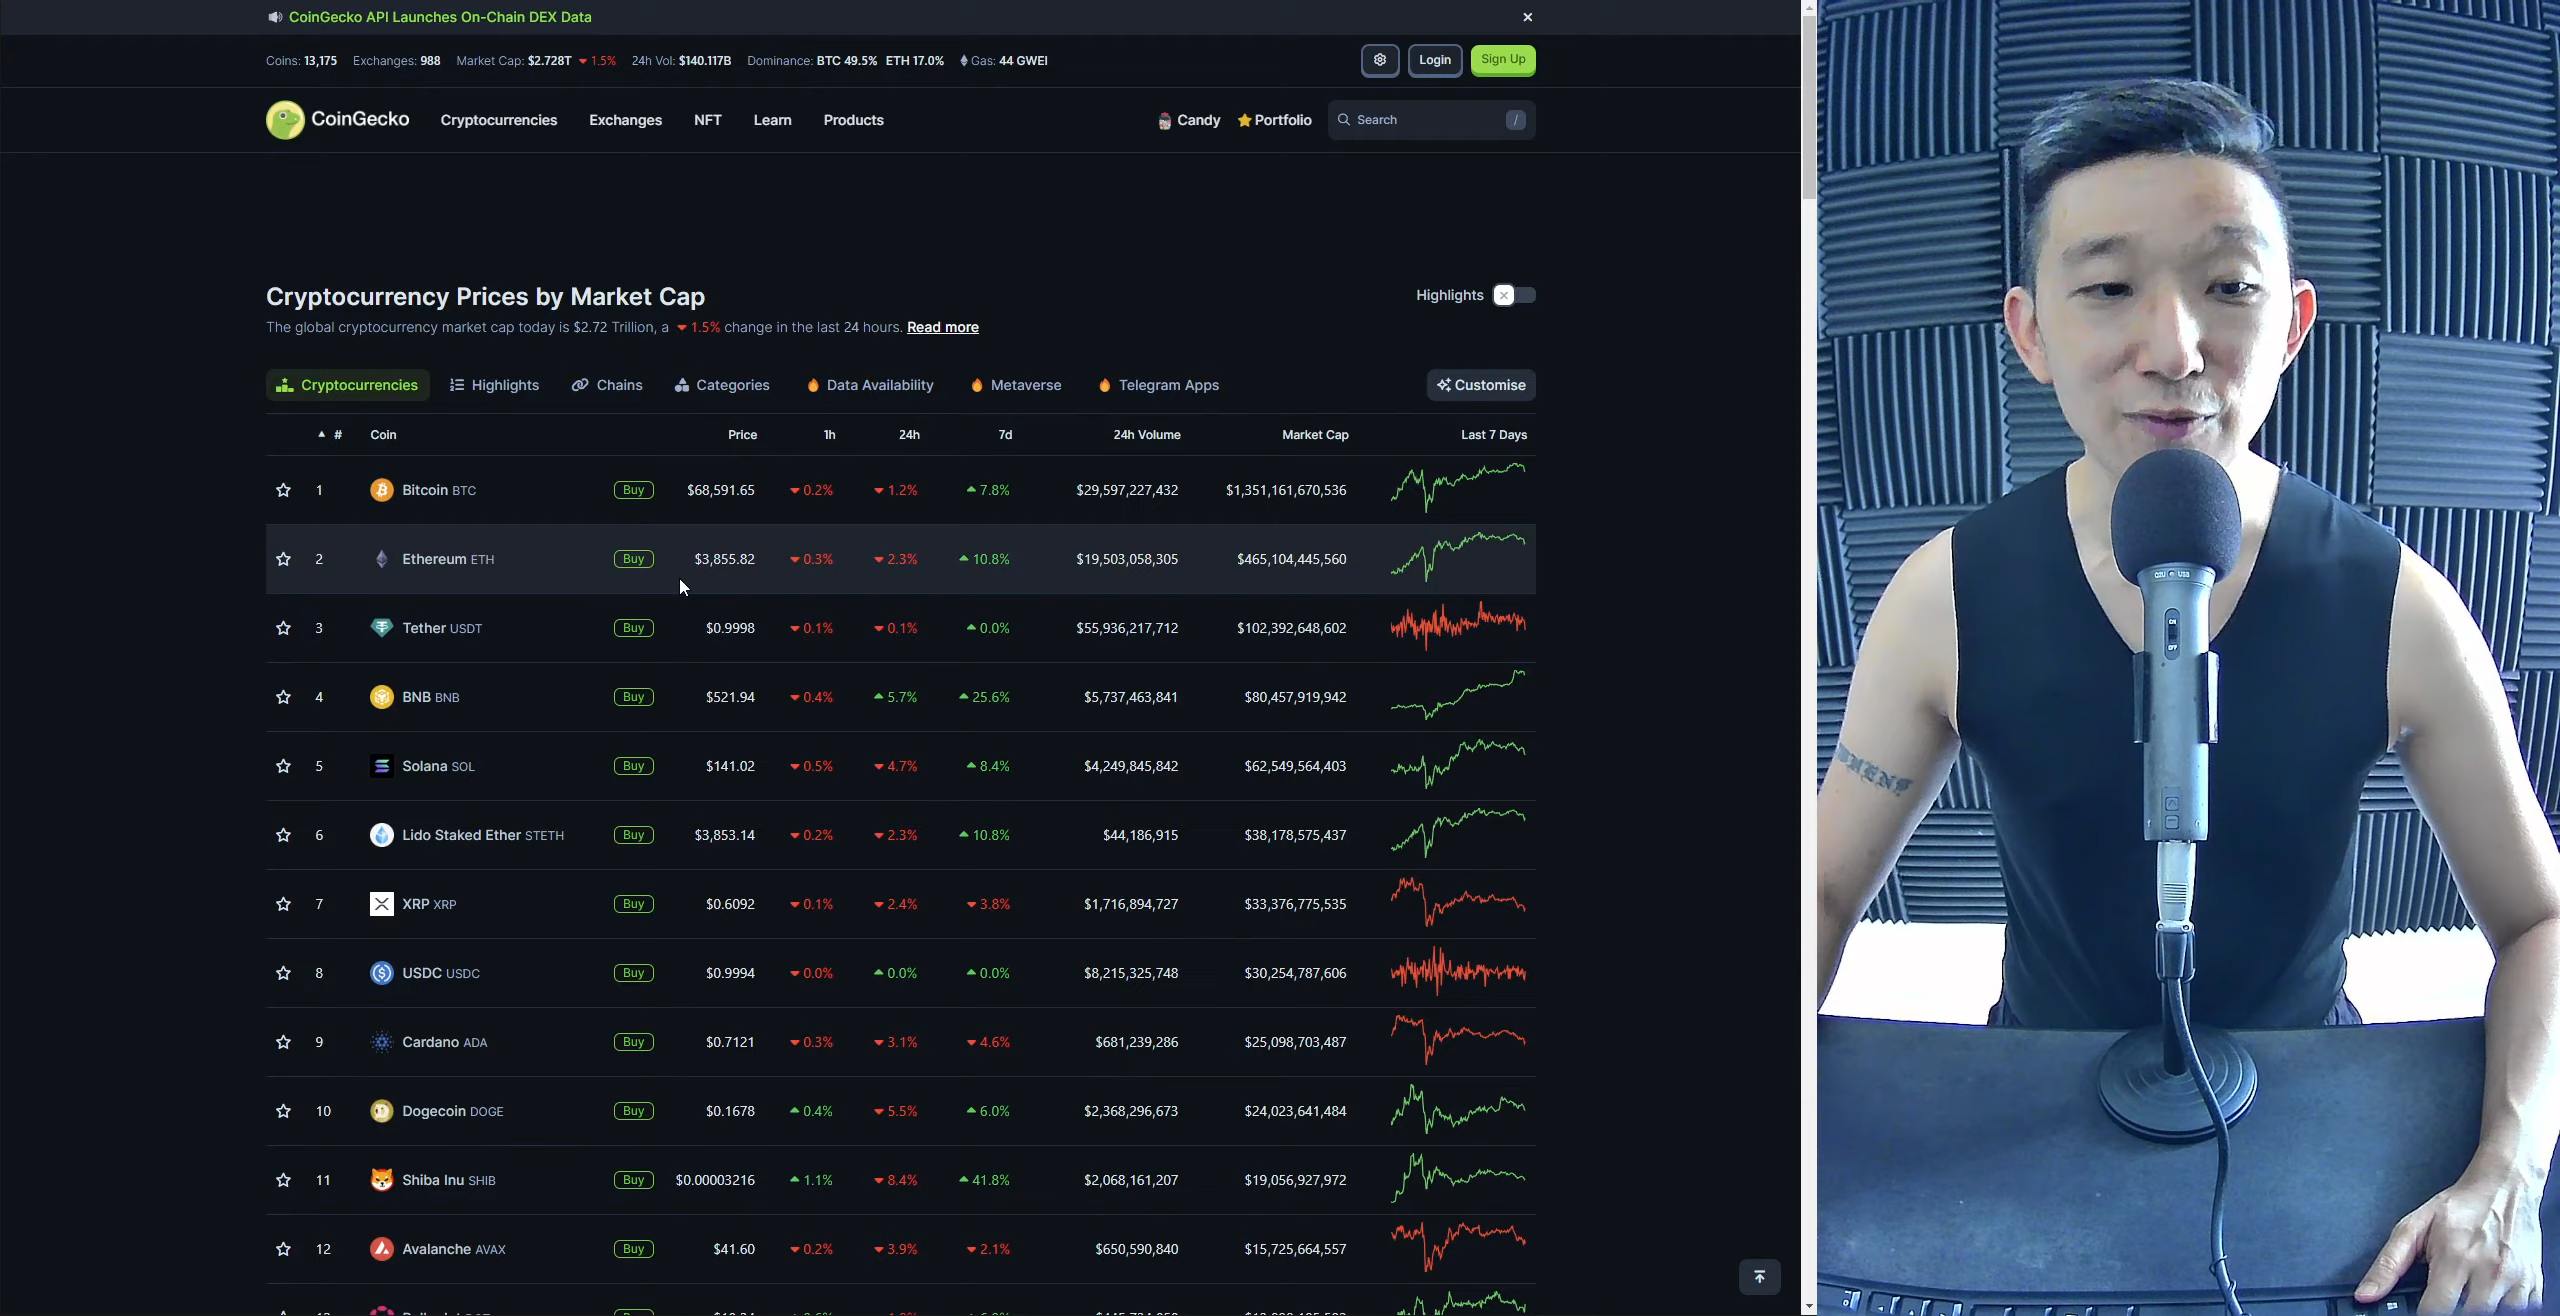 CoinGecko API Launches On-Chain DEX Data
Coins: 13,175 Exchanges: 988 Market Cap: $2.728T 1.5% 24h Vol: $140.117B Dominance: BTC 49.5% ETH 17.0% Gas: 44 GWEI
Login Sign Up
CoinGecko Cryptocurrencies Exchanges NFT Learn Products Candy Portfolio Search /
Cryptocurrency Prices by Market Cap
Highlights
The global cryptocurrency market cap today is $2.72 Trillion, a 1.5% change in the last 24 hours. Read more
Cryptocurrencies Highlights Chains Categories Data Availability Metaverse Telegram Apps Customise
# Coin Price 1h 24h 7d 24h Volume Market Cap Last 7 Days
1 Bitcoin BTC Buy $68,591.65 0.2% 1.2% 7.8% $29,597,227,432 $1,351,161,670,536
2 Ethereum ETH Buy $3,855.82 0.3% 2.3% 10.8% $19,503,058,305 $465,104,445,560
3 Tether USDT Buy $0.9998 0.1% 0.1% 0.0% $55,936,217,712 $102,392,648,602
4 BNB BNB Buy $521.94 0.4% 5.7% 25.6% $5,737,463,841 $80,457,919,942
5 Solana SOL Buy $141.02 0.5% 4.7% 8.4% $4,249,845,842 $62,549,564,403
6 Lido Staked Ether STETH Buy $3,853.14 0.2% 2.3% 10.8% $44,186,915 $38,178,575,437
7 XRP XRP Buy $0.6092 0.1% 2.4% 3.8% $1,716,894,727 $33,376,775,535
8 USDC USDC Buy $0.9994 0.0% 0.0% 0.0% $8,215,325,748 $30,254,787,606
9 Cardano ADA Buy $0.7121 0.3% 3.1% 4.6% $681,239,286 $25,098,703,487
10 Dogecoin DOGE Buy $0.1678 0.4% 5.5% 6.0% $2,368,296,673 $24,023,641,484
11 Shiba Inu SHIB Buy $0.00003216 1.1% 8.4% 41.8% $2,068,161,207 $19,056,927,972
12 Avalanche AVAX Buy $41.60 0.2% 3.9% 2.1% $650,590,840 $15,725,664,557
ON
OFF